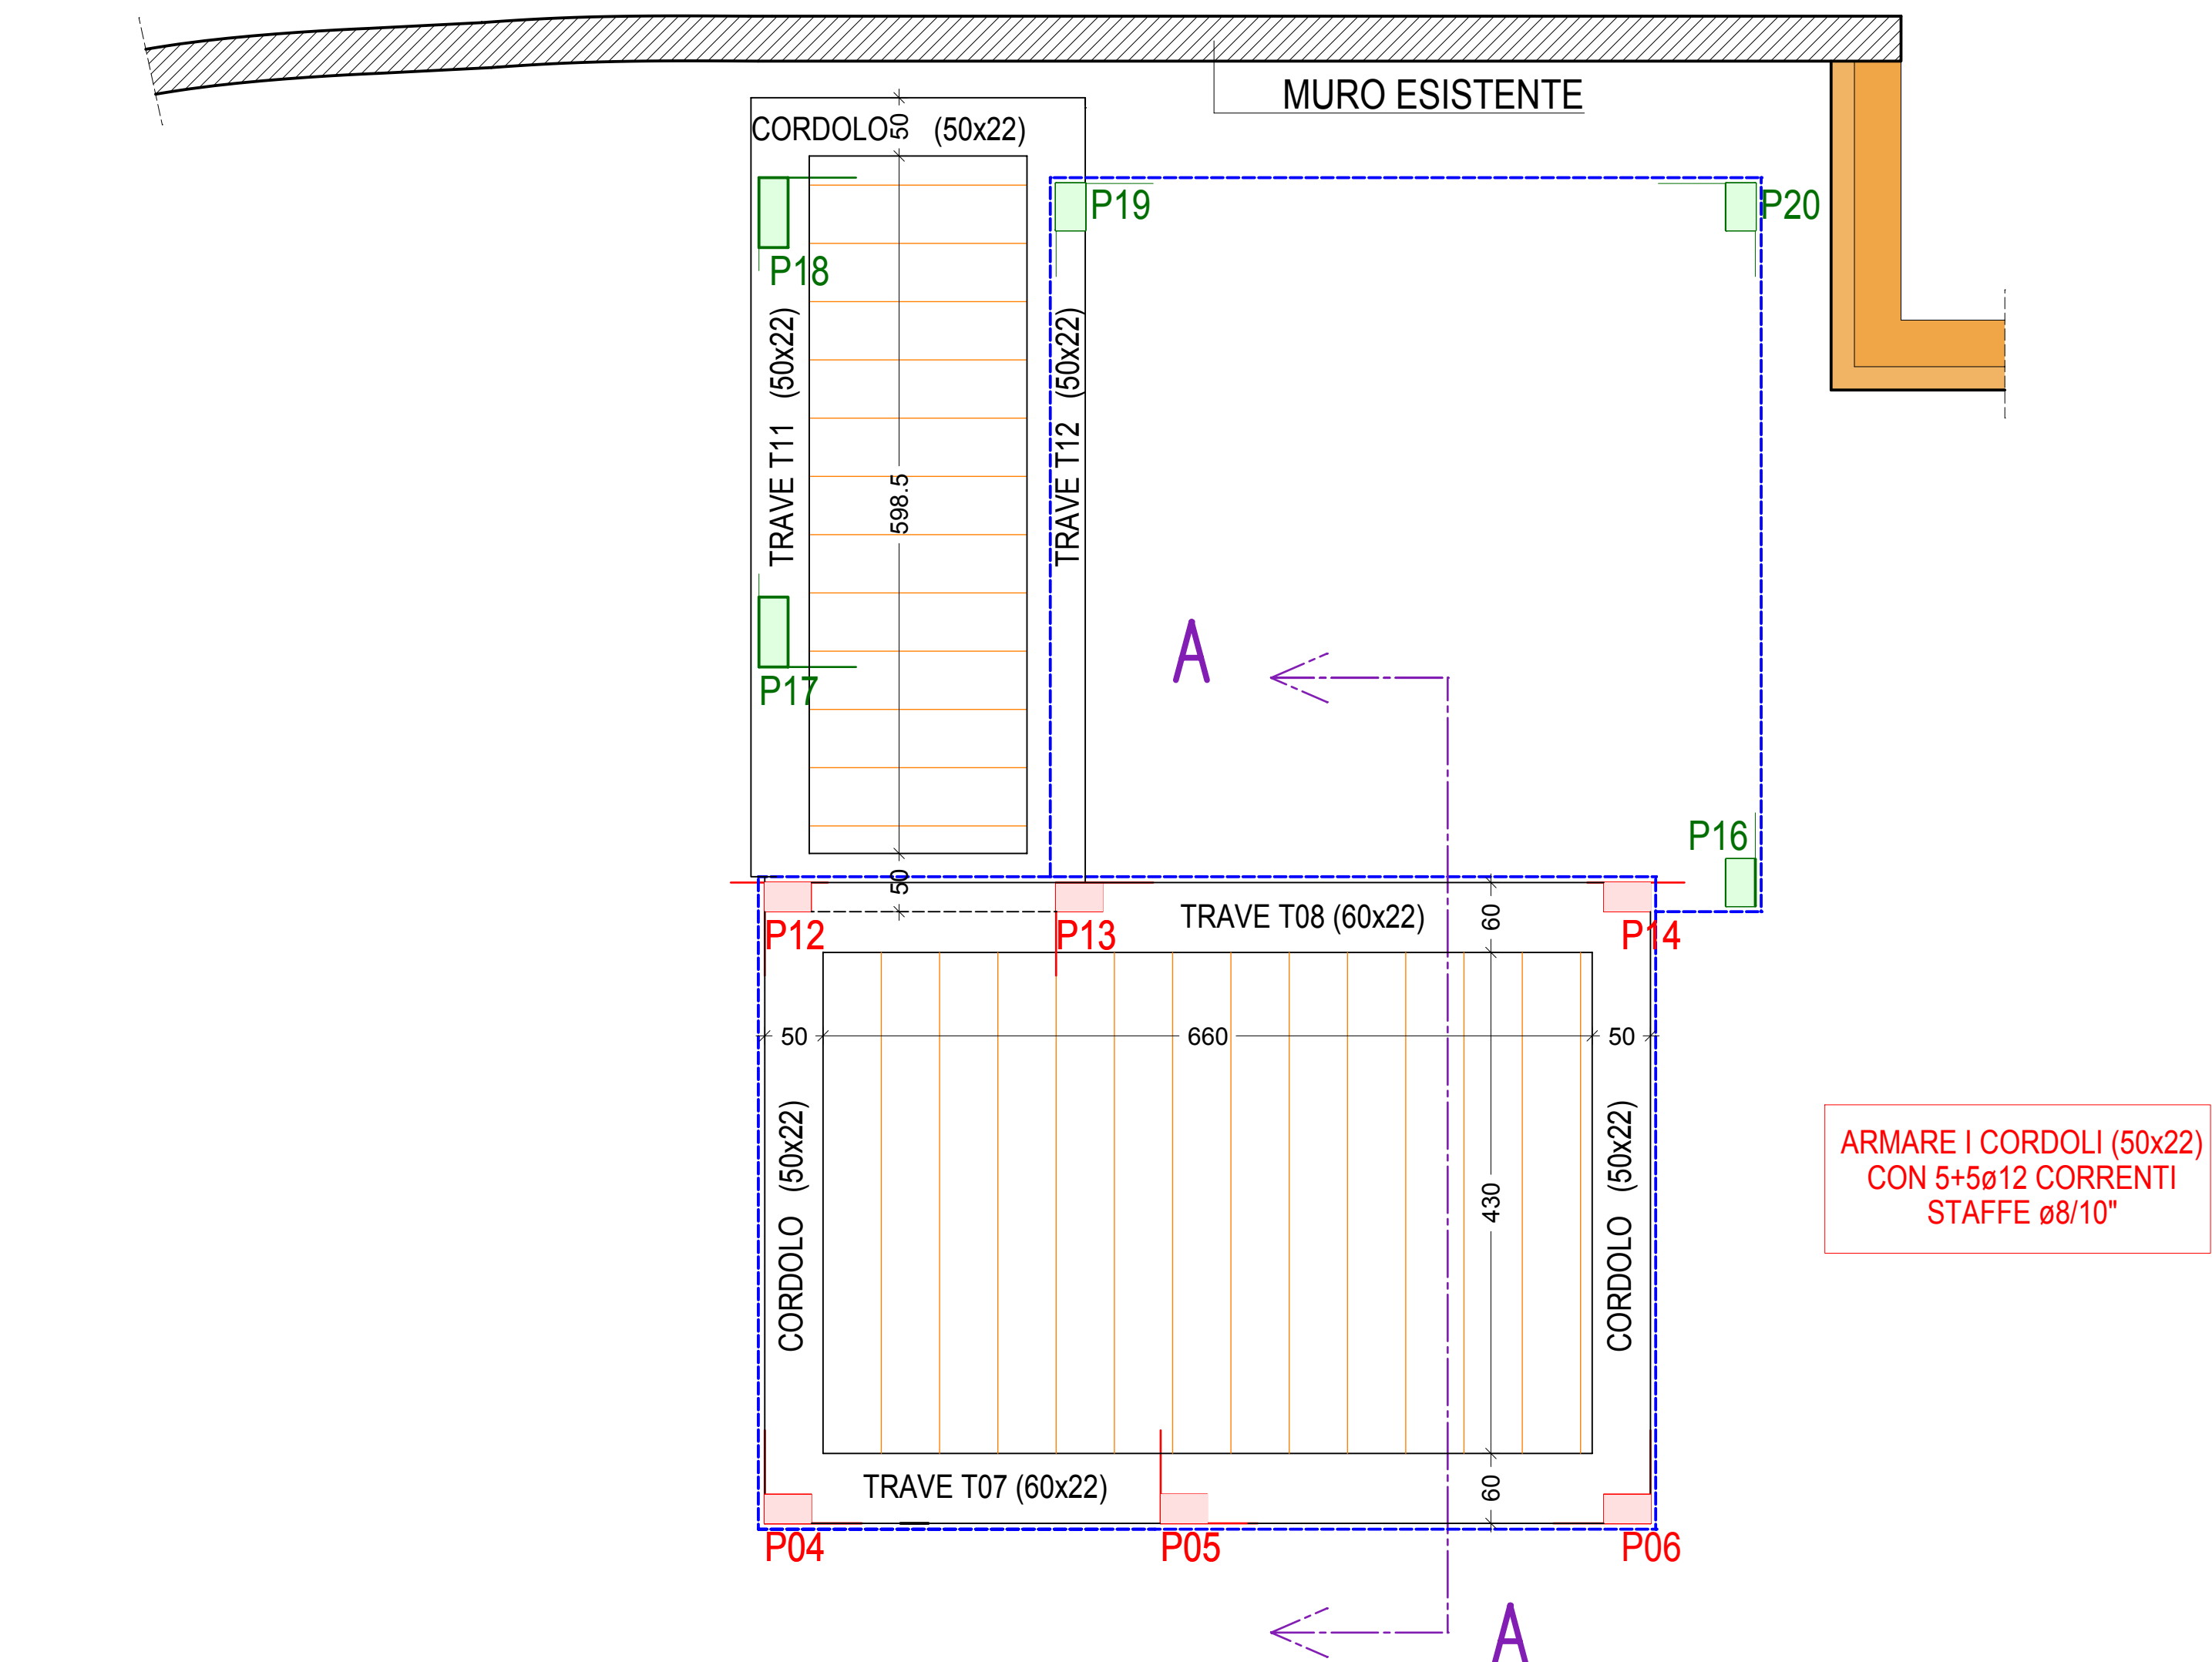 MURO ESISTENTE
CORDOLO (50x22)
50
P19
P20
P18
TRAVE T11 (50x22)
TRAVE T12 (50x22)
598.5
A
P17
P16
50
TRAVE T08 (60x22)
60
P12
P13
P14
50
660
50
CORDOLO (50x22)
430
CORDOLO (50x22)
ARMARE I CORDOLI (50x22)
CON 5+5ø12 CORRENTI
STAFFE ø8/10"
TRAVE T07 (60x22)
60
P04
P05
P06
A